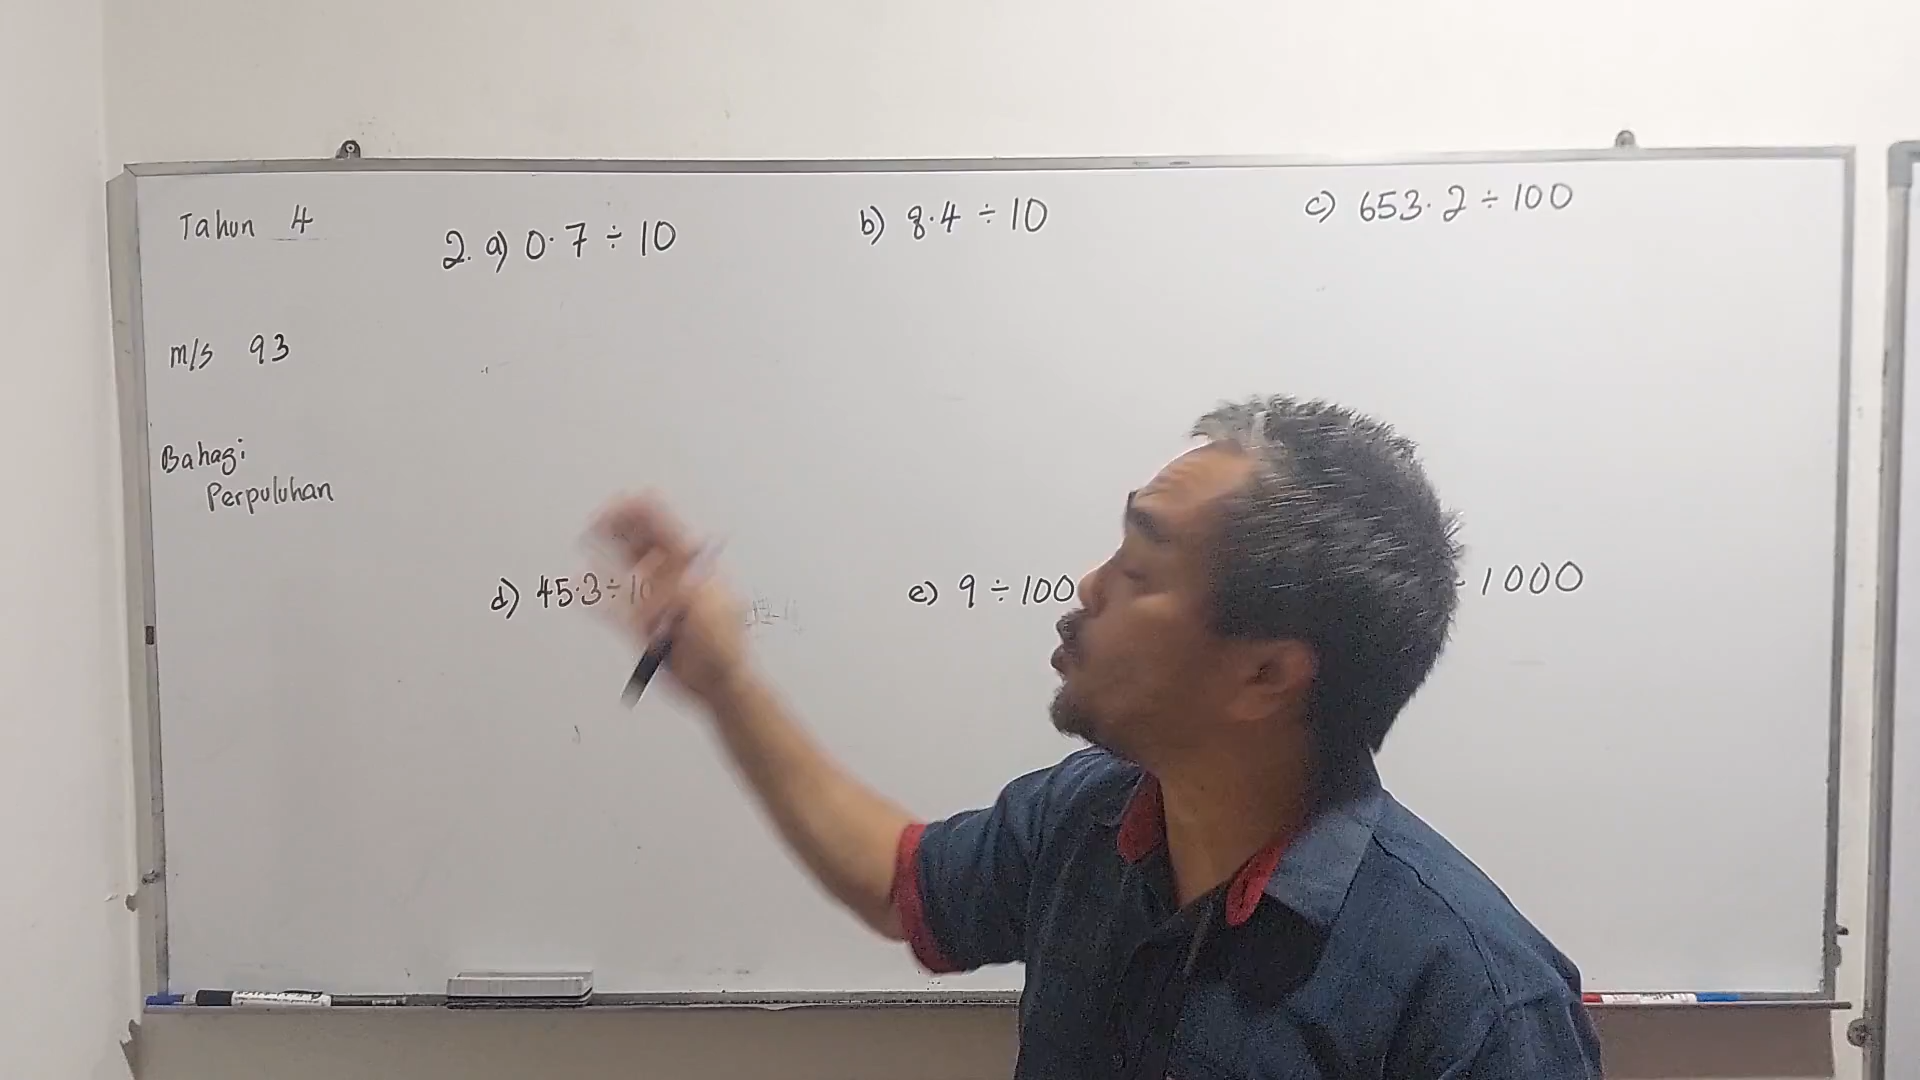 Tahun 4
2. a) 0.7 ÷ 10
b) 8.4 ÷ 10
c) 653.2 ÷ 100
m/s 93
Bahagi
Perpuluhan
d) 45.3 ÷ 10
e) 9 ÷ 100
÷ 1000